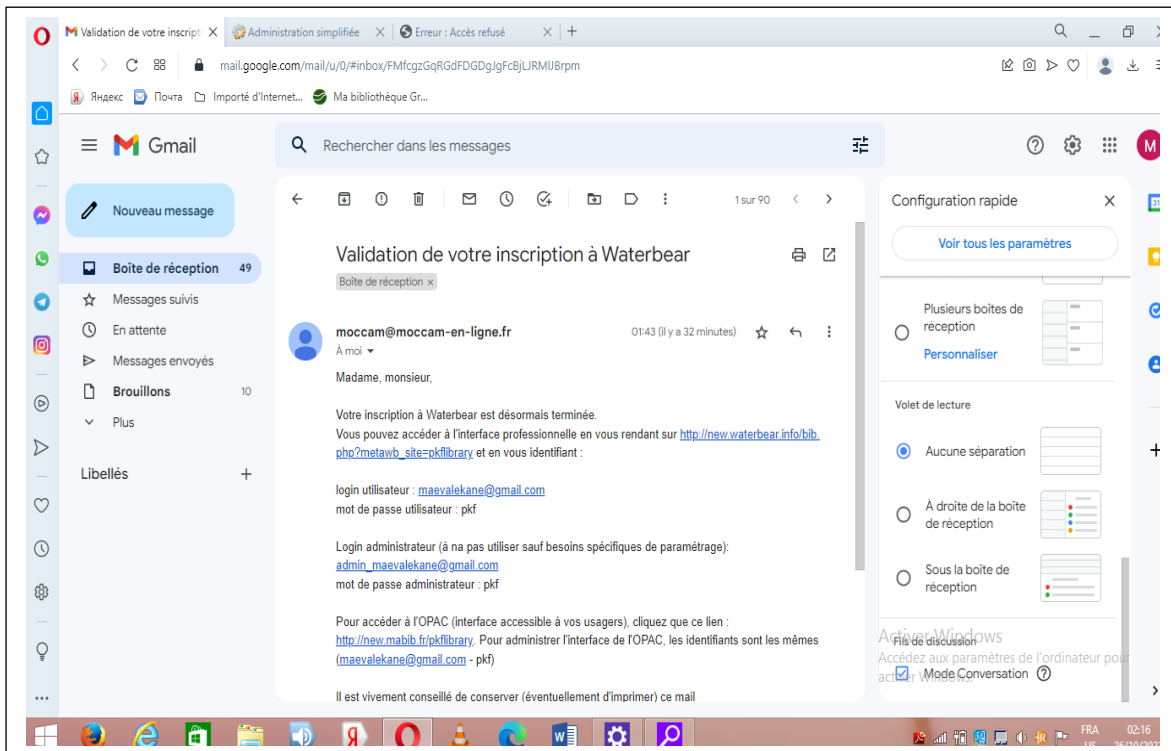 Validation de votre inscripti
Administration simplifiée
Erreur : Accès refusé
mail.google.com/mail/u/0/#inbox/FMfcgzGqRGdFDGDgJgFcBjLJRMlJBrpm
Яндекс
Почта
Importé d'Internet...
Ma bibliothèque Gr...
Gmail
Rechercher dans les messages
M
Nouveau message
Boîte de réception 49
Messages suivis
En attente
Messages envoyés
Brouillons 10
Plus
Libellés
1 sur 90
Validation de votre inscription à Waterbear
Boîte de réception ×
moccam@moccam-en-ligne.fr
01:43 (il y a 32 minutes)
À moi
Madame, monsieur,
Votre inscription à Waterbear est désormais terminée.
Vous pouvez accéder à l'interface professionnelle en vous rendant sur http://new.waterbear.info/bib.
php?metawb_site=pkflibrary et en vous identifiant :
login utilisateur : maevalekane@gmail.com
mot de passe utilisateur : pkf
Login administrateur (à na pas utiliser sauf besoins spécifiques de paramétrage):
admin_maevalekane@gmail.com
mot de passe administrateur : pkf
Pour accéder à l'OPAC (interface accessible à vos usagers), cliquez que ce lien :
http://new.mabib.fr/pkflibrary. Pour administrer l'interface de l'OPAC, les identifiants sont les mêmes
(maevalekane@gmail.com - pkf)
Il est vivement conseillé de conserver (éventuellement d'imprimer) ce mail
Configuration rapide
Voir tous les paramètres
Plusieurs boîtes de
réception
Personnaliser
Volet de lecture
Aucune séparation
À droite de la boîte
de réception
Sous la boîte de
réception
Activer Windows
Fils de discussion
Accédez aux paramètres de l'ordinateur pour
activer Windows.
Mode Conversation
31
FRA
02:16
US